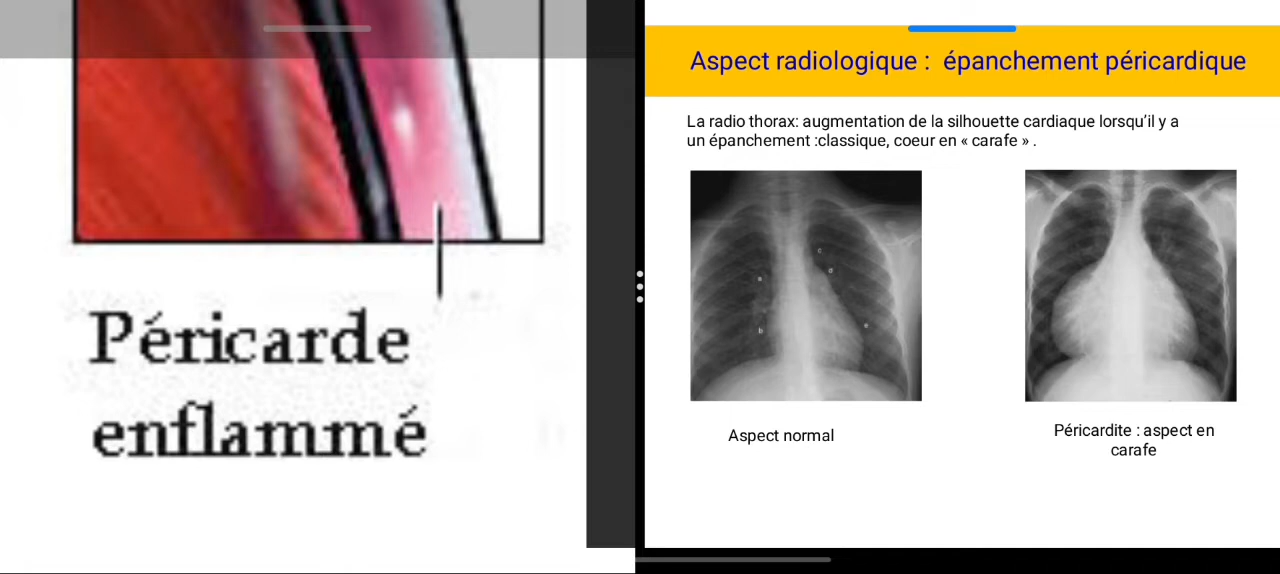 Péricarde
enflammé
Aspect radiologique : épanchement péricardique
La radio thorax: augmentation de la silhouette cardiaque lorsqu'il y a
un épanchement :classique, coeur en « carafe » .
a
b
c
d
e
Aspect normal
Péricardite : aspect en
carafe